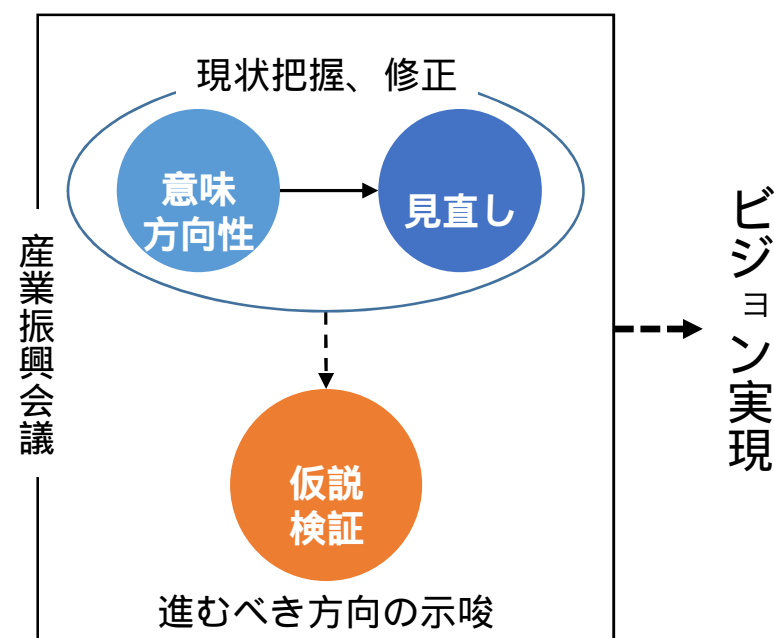 現状把握、修正
意味
方向性
見直し
産業振興会議
仮説
検証
進むべき方向の示唆
ビジョン実現